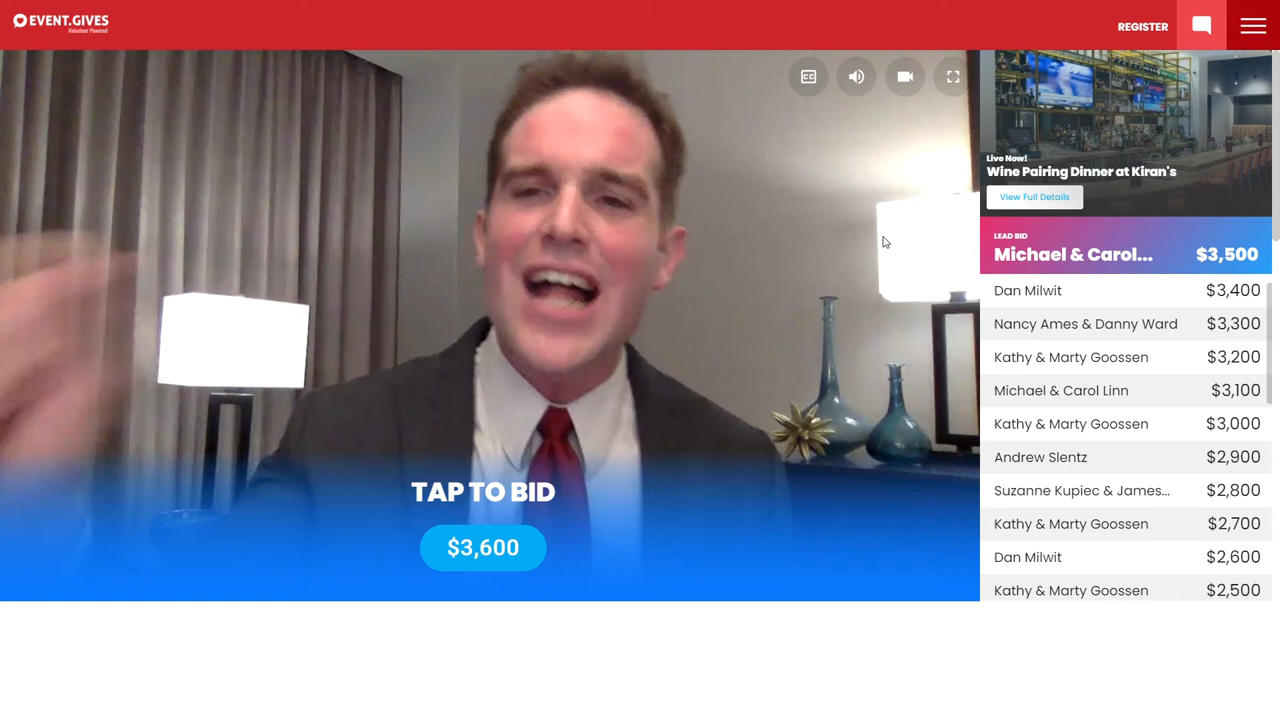 EVENT.GIVES
Volunteer Powered
REGISTER
CC
Live Now!
Wine Pairing Dinner at Kiran's
View Full Details
LEAD BID
Michael & Carol... $3,500
Dan Milwit $3,400
Nancy Ames & Danny Ward $3,300
Kathy & Marty Goossen $3,200
Michael & Carol Linn $3,100
Kathy & Marty Goossen $3,000
Andrew Slentz $2,900
Suzanne Kupiec & James... $2,800
Kathy & Marty Goossen $2,700
Dan Milwit $2,600
Kathy & Marty Goossen $2,500
TAP TO BID
$3,600